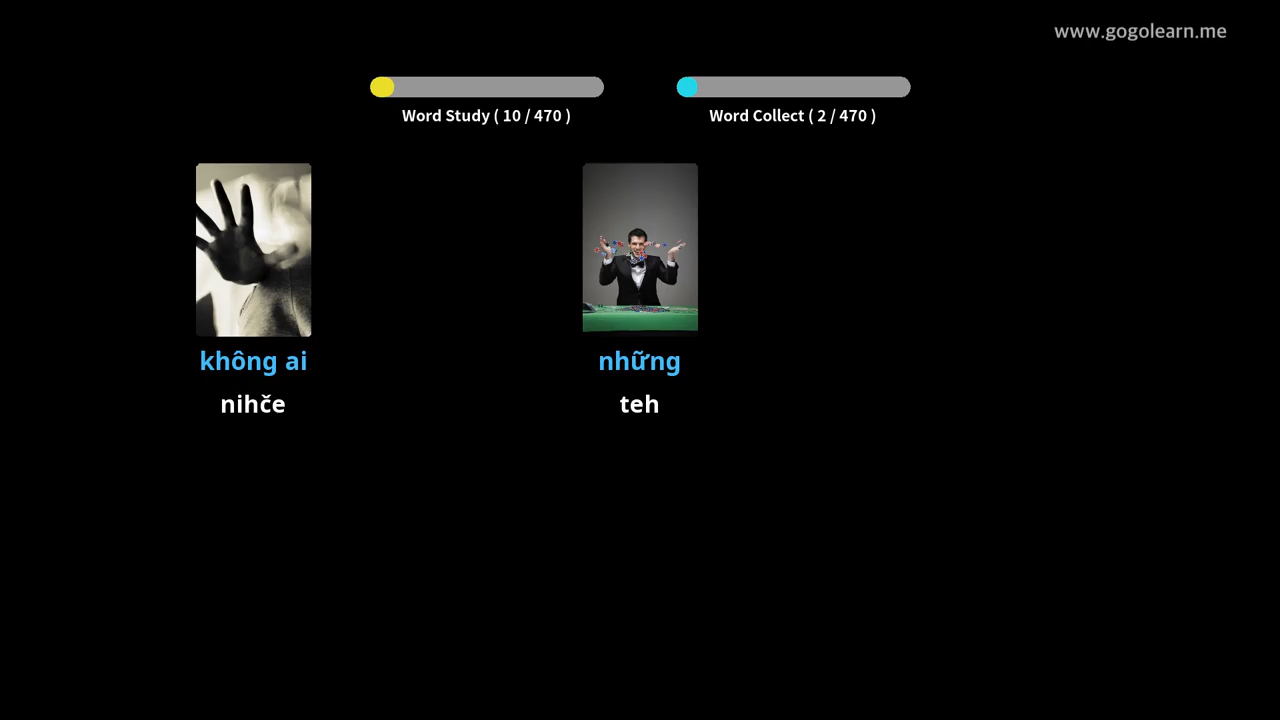 www.gogolearn.me
Word Study ( 10 / 470 )
Word Collect ( 2 / 470 )
không ai
nihče
những
teh